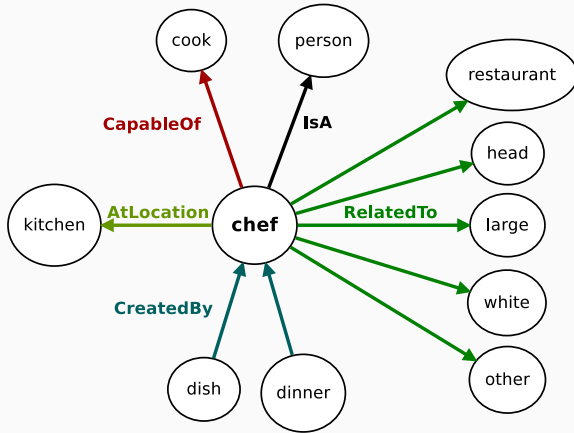 cook
person
restaurant
CapableOf
IsA
head
kitchen
AtLocation
chef
RelatedTo
large
CreatedBy
white
dish
dinner
other